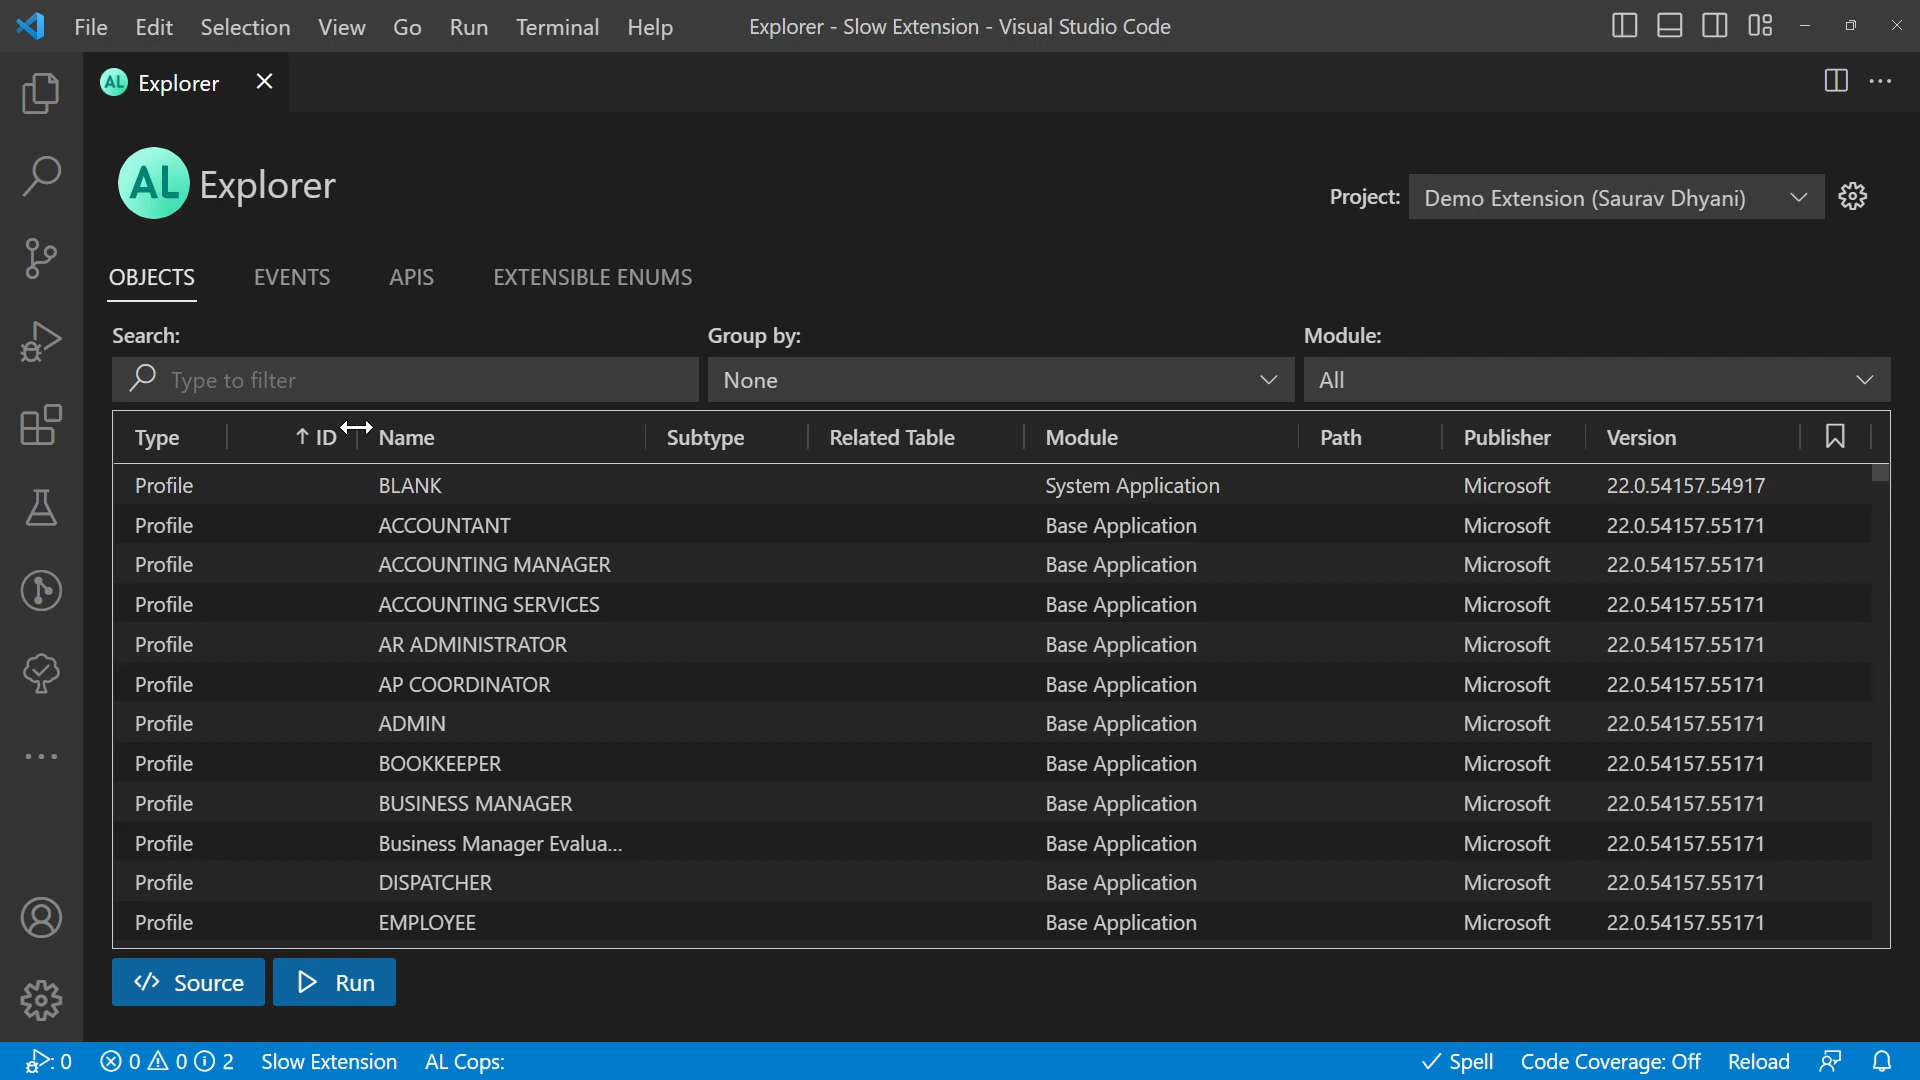 File Edit Selection View Go Run Terminal Help Explorer - Slow Extension - Visual Studio Code
AL Explorer
AL Explorer
Project: Demo Extension (Saurav Dhyani)
OBJECTS EVENTS APIS EXTENSIBLE ENUMS
Search: Group by: Module:
Type to filter None All
Type ↑ ID Name Subtype Related Table Module Path Publisher Version
Profile BLANK System Application Microsoft 22.0.54157.54917
Profile ACCOUNTANT Base Application Microsoft 22.0.54157.55171
Profile ACCOUNTING MANAGER Base Application Microsoft 22.0.54157.55171
Profile ACCOUNTING SERVICES Base Application Microsoft 22.0.54157.55171
Profile AR ADMINISTRATOR Base Application Microsoft 22.0.54157.55171
Profile AP COORDINATOR Base Application Microsoft 22.0.54157.55171
Profile ADMIN Base Application Microsoft 22.0.54157.55171
Profile BOOKKEEPER Base Application Microsoft 22.0.54157.55171
Profile BUSINESS MANAGER Base Application Microsoft 22.0.54157.55171
Profile Business Manager Evalua... Base Application Microsoft 22.0.54157.55171
Profile DISPATCHER Base Application Microsoft 22.0.54157.55171
Profile EMPLOYEE Base Application Microsoft 22.0.54157.55171
Source Run
: 0 0 0 2 Slow Extension AL Cops: Spell Code Coverage: Off Reload